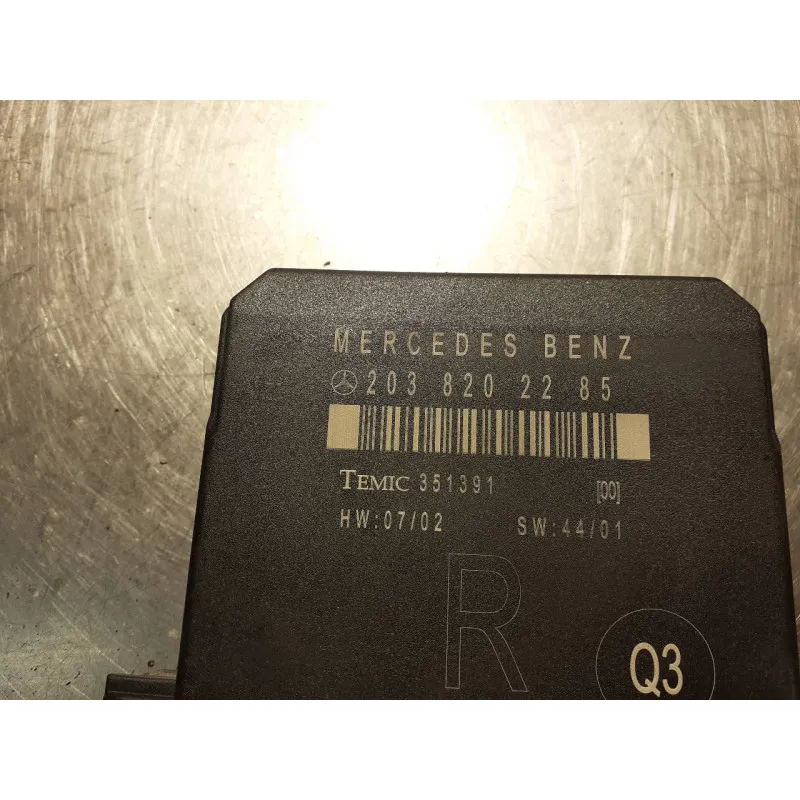 MERCEDES BENZ
203 820 22 85
TEMIC 351391 [00]
HW:07/02 SW:44/01
R
Q3